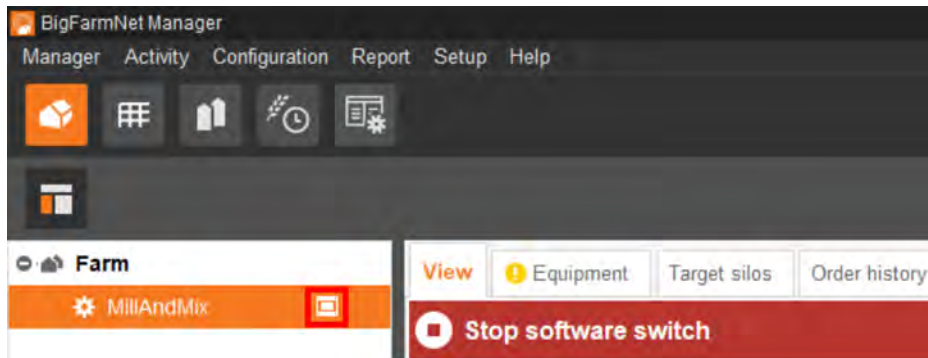 BigFarmNet Manager
Manager Activity Configuration Report Setup Help
Farm
MillAndMix
View Equipment Target silos Order history
Stop software switch